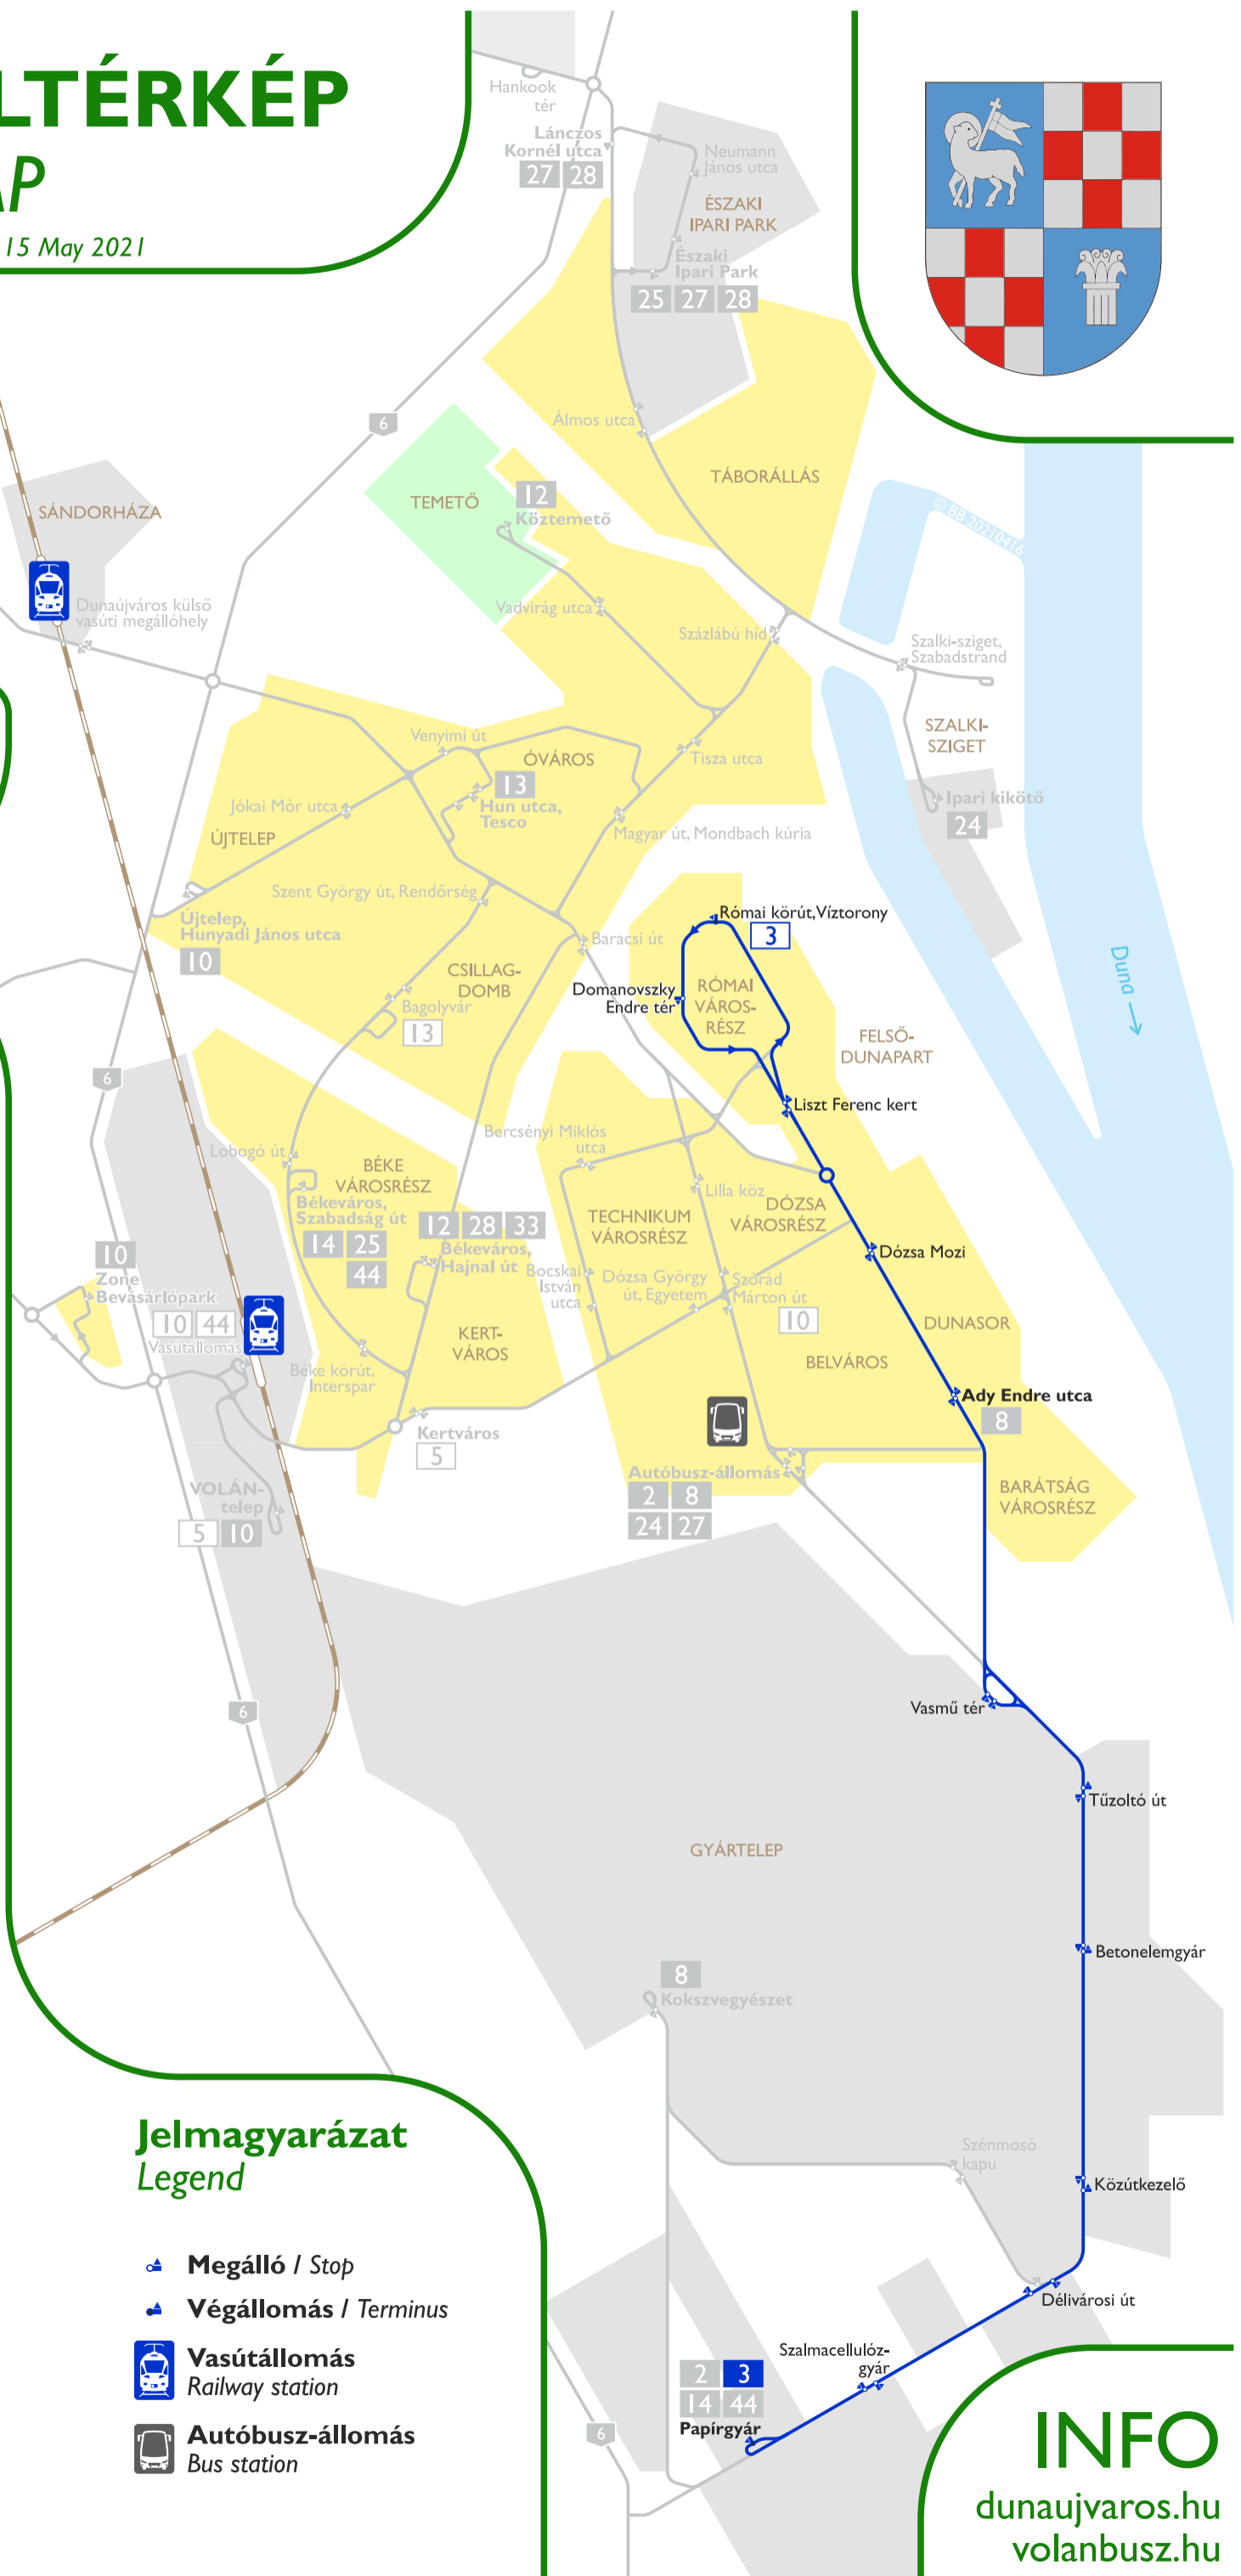 LTÉRKÉP
AP
15 May 2021
Hankook
tér
Lánczos
Kornél utca
27 28
Neumann
János utca
ÉSZAKI
IPARI PARK
Északi
Ipari Park
25 27 28
6
Álmos utca
TÁBORÁLLÁS
SÁNDORHÁZA
TEMETŐ
12
Köztemető
© BB 20210416
Dunaújváros külső
vasúti megállóhely
Vadvirág utca
Százlábú híd
Szalki-sziget,
Szabadstrand
SZALKI-
SZIGET
Venyimi út
ÓVÁROS
Tisza utca
13
Hun utca,
Tesco
Jókai Mór utca
ÚJTELEP
Magyar út, Mondbach kúria
Ipari kikötő
24
Szent György út, Rendőrség
Újtelep,
Hunyadi János utca
10
Római körút, Víztorony
3
Baracsi út
Duna →
CSILLAG-
DOMB
Bagolyvár
13
Domanovszky
Endre tér
RÓMAI
VÁROS-
RÉSZ
FELSŐ-
DUNAPART
6
Liszt Ferenc kert
Bercsényi Miklós
utca
Lobogó út
BÉKE
VÁROSRÉSZ
Lilla köz
Békeváros,
Szabadság út
14 25
44
12 28 33
Békeváros,
Hajnal út
TECHNIKUM
VÁROSRÉSZ
DÓZSA
VÁROSRÉSZ
Dózsa Mozi
10
Zone
Bevásárlópark
10 44
Vasútállomás
Bocskai
István
utca
Dózsa György
út, Egyetem
Szórád
Márton út
10
DUNASOR
KERT-
VÁROS
BELVÁROS
Béke körút,
Interspar
Ady Endre utca
8
Kertváros
5
Autóbusz-állomás
2 8
24 27
BARÁTSÁG
VÁROSRÉSZ
VOLÁN-
telep
5 10
6
Vasmű tér
Tűzoltó út
GYÁRTELEP
Betonelemgyár
8
Kokszvegyészet
Szénmosó
kapu
Közútkezelő
Délivárosi út
Szalmacellulóz-
gyár
2 3
14 44
Papírgyár
6
Jelmagyarázat
Legend
Megálló / Stop
Végállomás / Terminus
Vasútállomás
Railway station
Autóbusz-állomás
Bus station
INFO
dunaujvaros.hu
volanbusz.hu